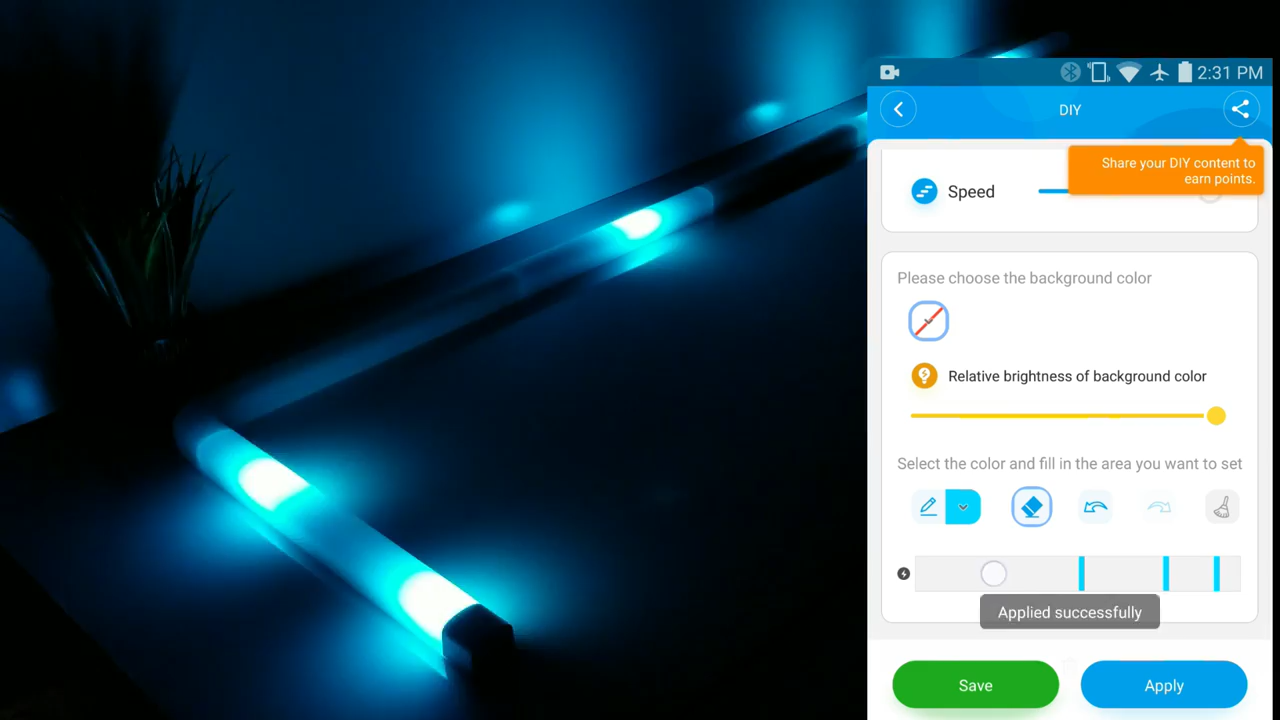 2:31 PM
DIY
Share your DIY content to
earn points.
Speed
Please choose the background color
Relative brightness of background color
Select the color and fill in the area you want to set
Applied successfully
Save
Apply